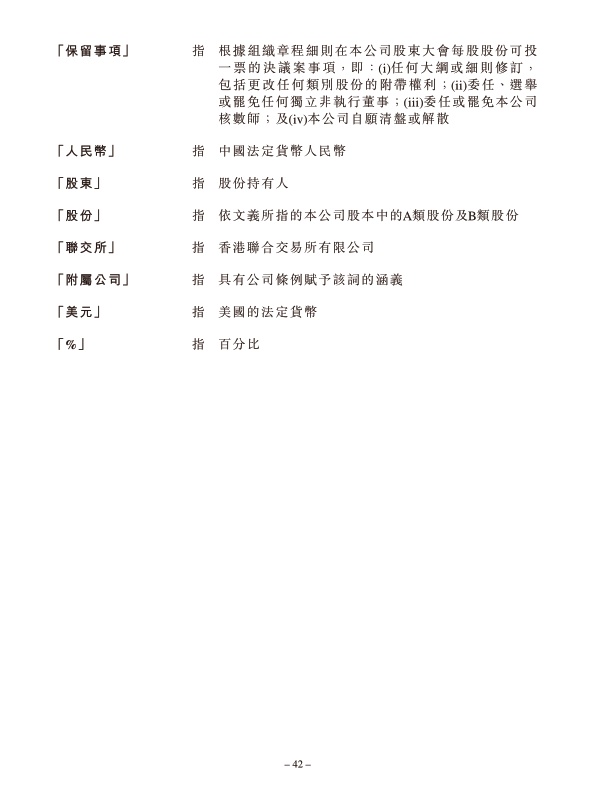 「保留事項」 指 根據組織章程細則在本公司股東大會每股股份可投
一票的決議案事項，即：(i)任何大綱或細則修訂，
包括更改任何類別股份的附帶權利；(ii)委任、選舉
或罷免任何獨立非執行董事；(iii)委任或罷免本公司
核數師；及(iv)本公司自願清盤或解散
「人民幣」 指 中國法定貨幣人民幣
「股東」 指 股份持有人
「股份」 指 依文義所指的本公司股本中的A類股份及B類股份
「聯交所」 指 香港聯合交易所有限公司
「附屬公司」 指 具有公司條例賦予該詞的涵義
「美元」 指 美國的法定貨幣
「%」 指 百分比
– 42 –